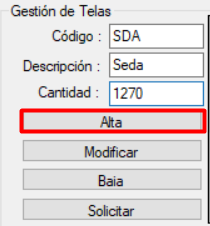 Gestión de Telas
Código : SDA
Descripción : Seda
Cantidad : 1270
Alta
Modificar
Baja
Solicitar